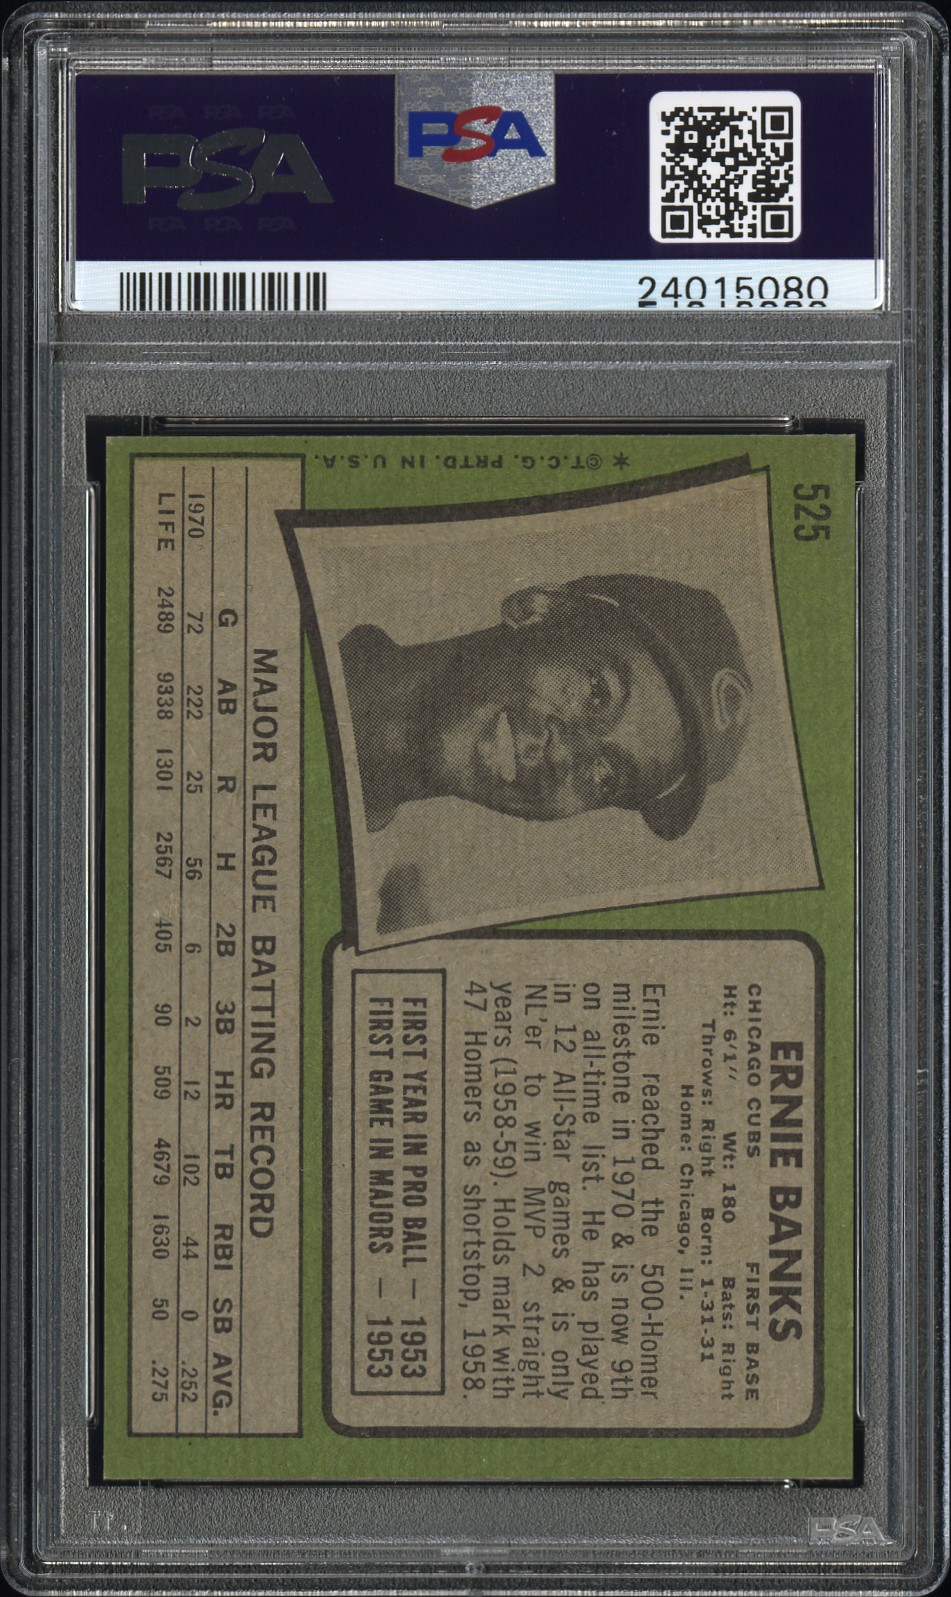 PSA PSA PSA
PSA
PSA PSA PSA
PSA
24015080
525
ERNIE BANKS
CHICAGO CUBS FIRST BASE
Ht: 6'1" Wt: 180 Bats: Right
Throws: Right Born: 1-31-31
Home: Chicago, Ill.
Ernie reached the 500-Homer
milestone in 1970 & is now 9th
on all-time list. He has played
in 12 All-Star games & is only
NL'er to win MVP 2 straight
years (1958-59). Holds mark with
47 Homers as shortstop, 1958.
FIRST YEAR IN PRO BALL — 1953
FIRST GAME IN MAJORS — 1953
MAJOR LEAGUE BATTING RECORD
G AB R H 2B 3B HR TB RBI SB AVG.
1970 72 222 25 56 6 2 12 102 44 0 .252
LIFE 2489 9338 1301 2567 405 90 509 4679 1630 50 .275
* ©T.C.G. PRTD. IN U.S.A.
PSA